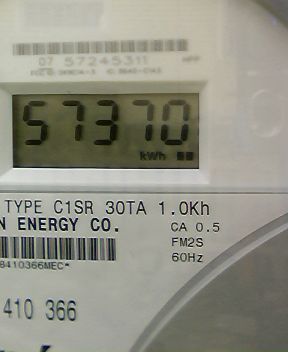 07 57245311
57370
kWh
TYPE C1SR 30TA 1.0Kh
N ENERGY CO.
CA 0.5
FM2S
60Hz
8410366MEC*
410 366